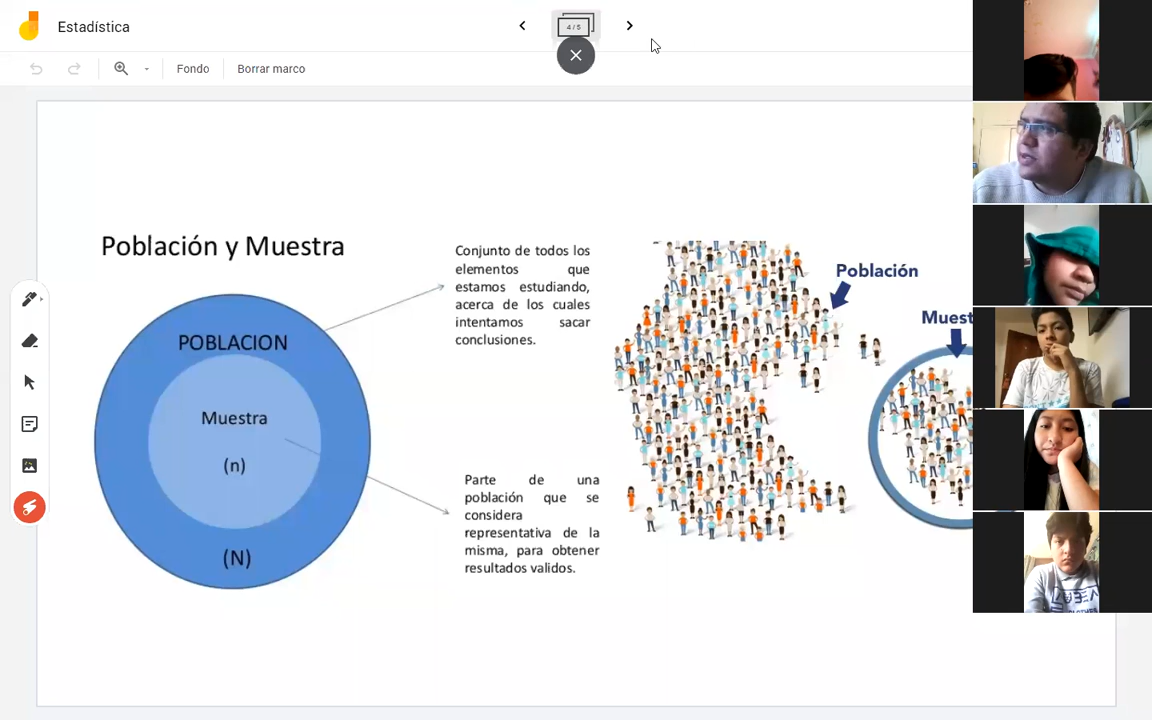 Estadística
4 / 5
Fondo
Borrar marco
Población y Muestra
POBLACION
Muestra
(n)
(N)
Conjunto de todos los
elementos que
estamos estudiando,
acerca de los cuales
intentamos sacar
conclusiones.
Parte de una
población que se
considera
representativa de la
misma, para obtener
resultados validos.
Población
Muest